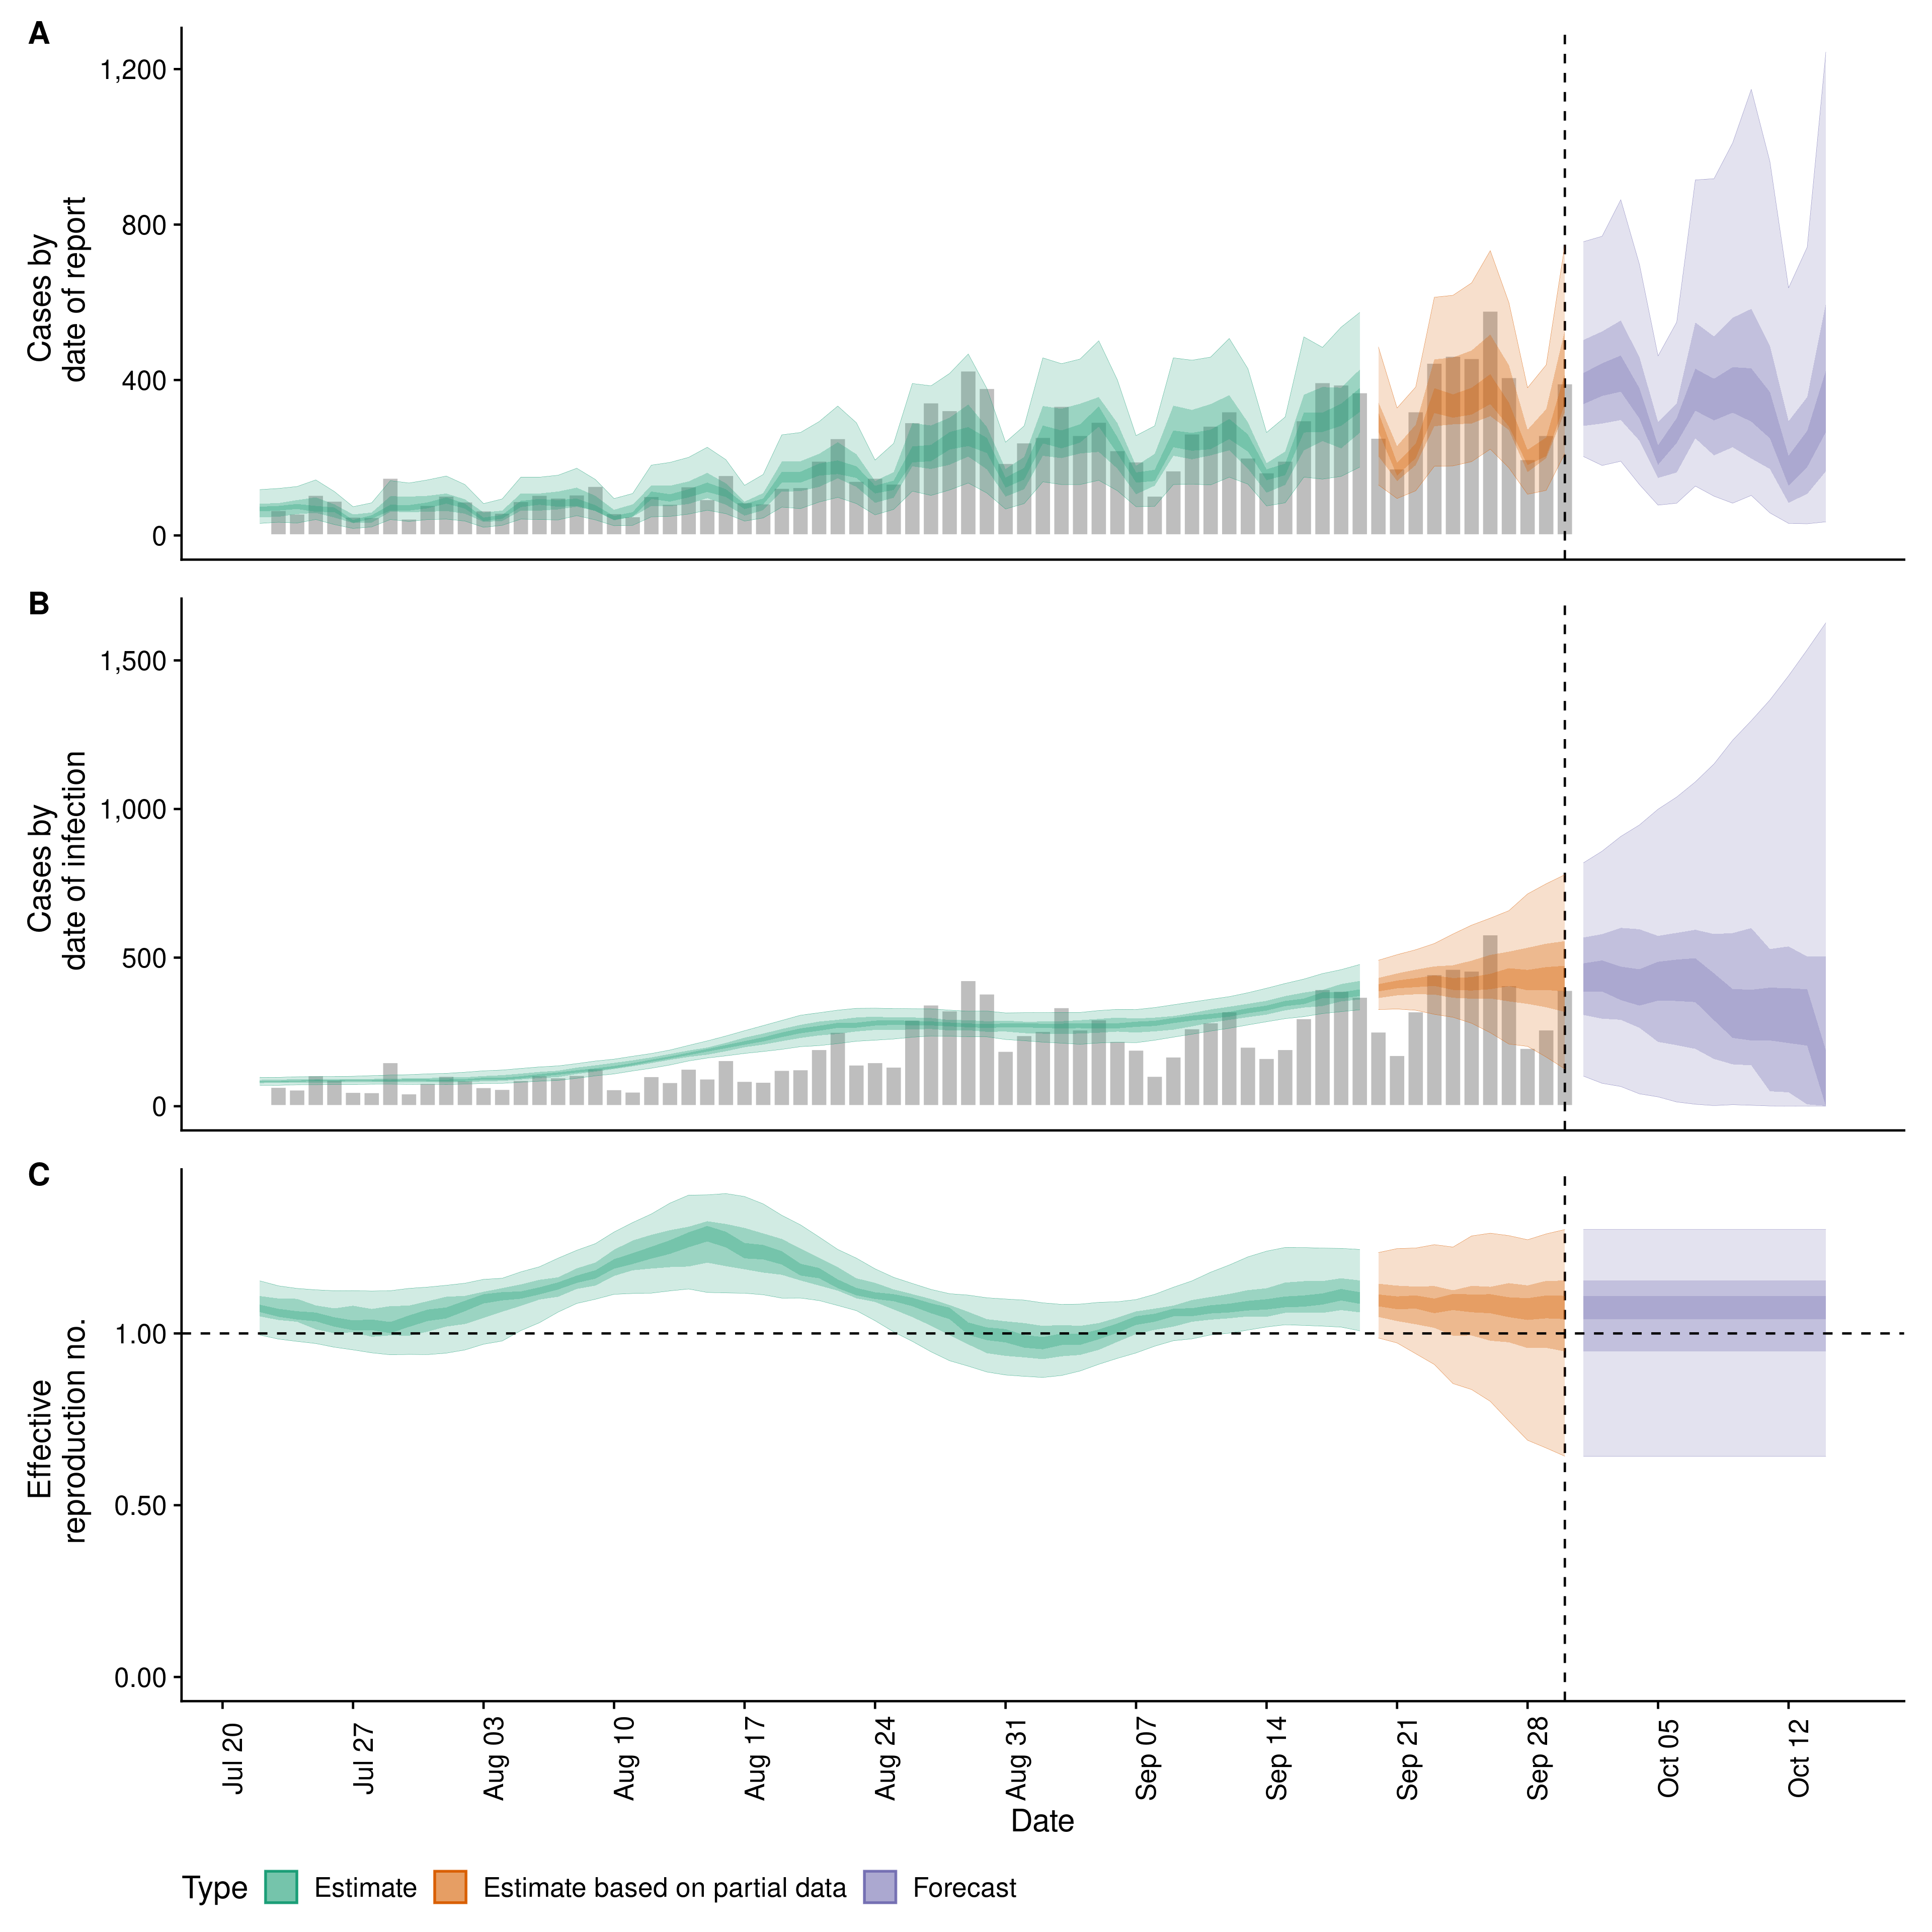 A
1,200
800
400
0
Cases by
date of report
B
1,500
1,000
500
0
Cases by
date of infection
C
1.00
0.50
0.00
Effective
reproduction no.
Jul 20
Jul 27
Aug 03
Aug 10
Aug 17
Aug 24
Aug 31
Sep 07
Sep 14
Sep 21
Sep 28
Oct 05
Oct 12
Date
Type Estimate Estimate based on partial data Forecast